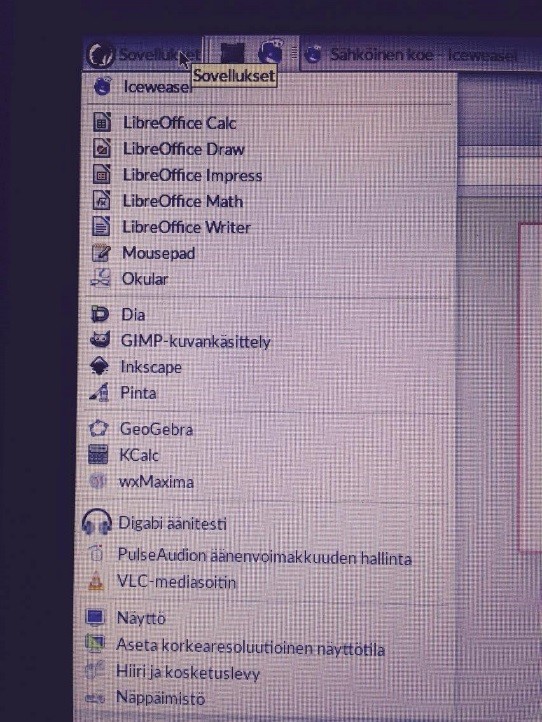 Sovellukset
Sähköinen koe - Iceweasel
Sovellukset
Iceweasel
LibreOffice Calc
LibreOffice Draw
LibreOffice Impress
LibreOffice Math
LibreOffice Writer
Mousepad
Okular
Dia
GIMP-kuvankäsittely
Inkscape
Pinta
GeoGebra
KCalc
wxMaxima
Digabi äänitesti
PulseAudion äänenvoimakkuuden hallinta
VLC-mediasoitin
Näyttö
Aseta korkearesoluutioinen näyttötila
Hiiri ja kosketuslevy
Näppäimistö